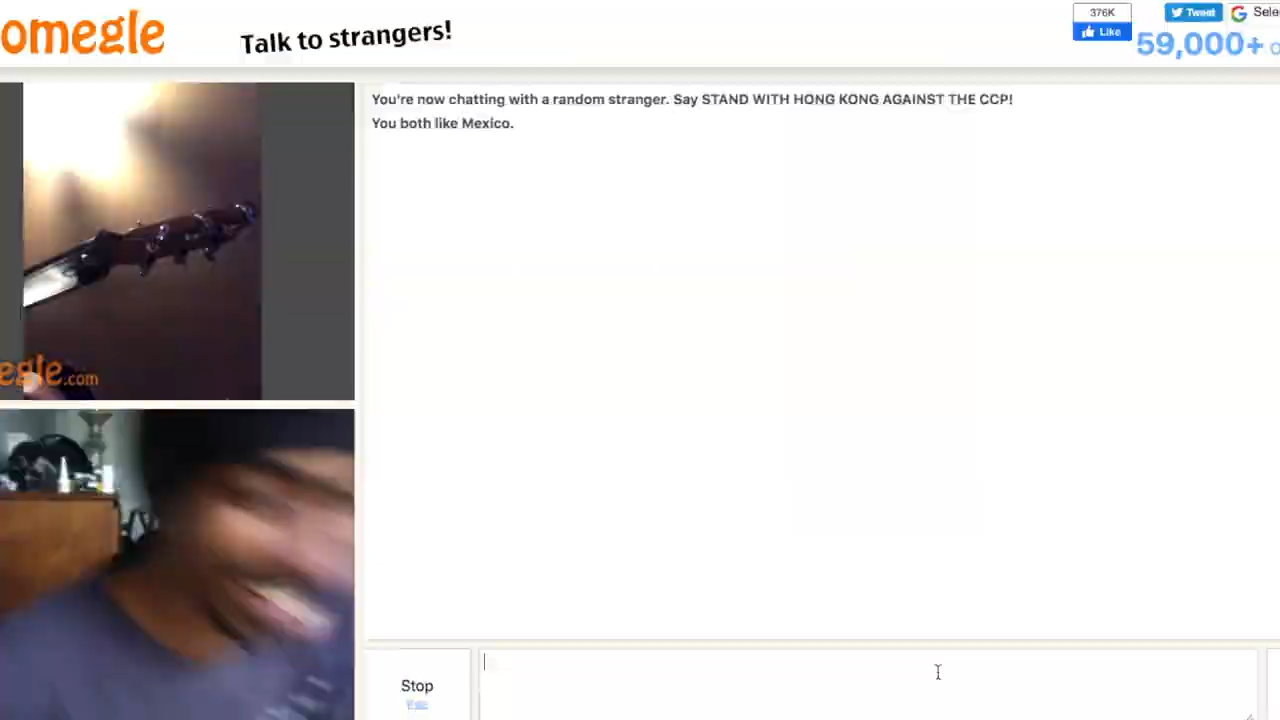 omegle
Talk to strangers!
376K
Like
Tweet
59,000+
You're now chatting with a random stranger. Say STAND WITH HONG KONG AGAINST THE CCP!
You both like Mexico.
egle.com
Stop